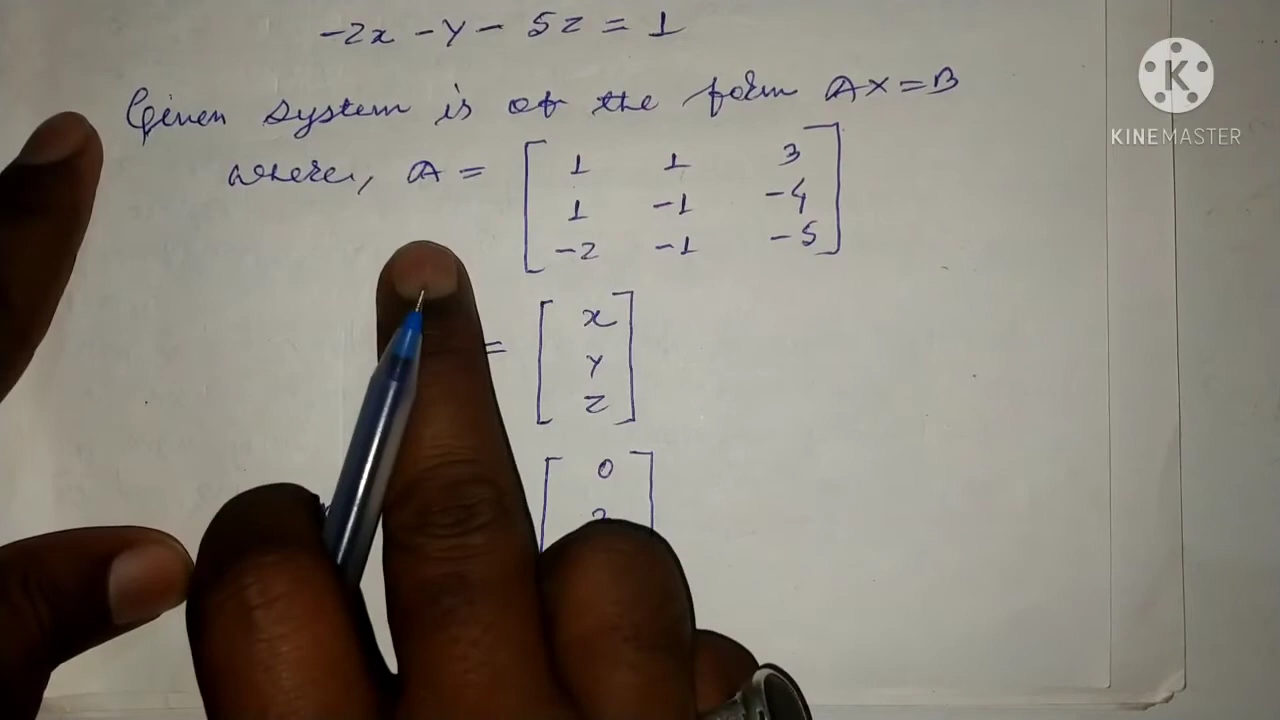 -2x - y - 5z = 1
Given system is of the form AX=B
where, A = [ 1 1 3
1 -1 -4
-2 -1 -5 ]
= [ x
y
z ]
[ 0
K
KINEMASTER